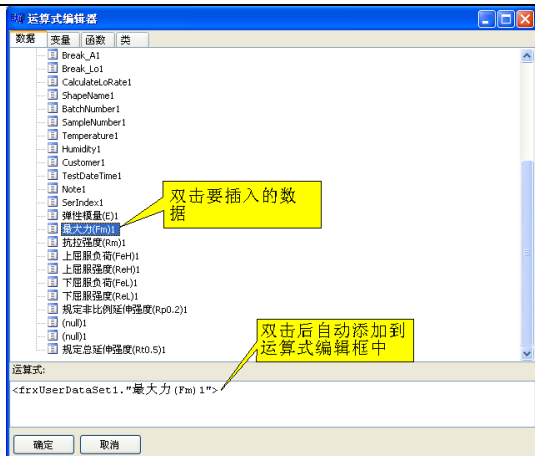 运算式编辑器
数据 变量 函数 类
Break_A1
Break_Lo1
CalculateLoRate1
ShapeName1
BatchNumber1
SampleNumber1
Temperature1
Humidity1
Customer1
TestDateTime1
Note1
SerIndex1
弹性模量(E)1
最大力(Fm)1
抗拉强度(Rm)1
上屈服负荷(FeH)1
上屈服强度(ReH)1
下屈服负荷(FeL)1
下屈服强度(ReL)1
规定非比例延伸强度(Rp0.2)1
(null)1
(null)1
规定总延伸强度(Rt0.5)1
双击要插入的数
据
双击后自动添加到
运算式编辑框中
运算式:
<frxUserDataSet1."最大力(Fm)1">
确定 取消